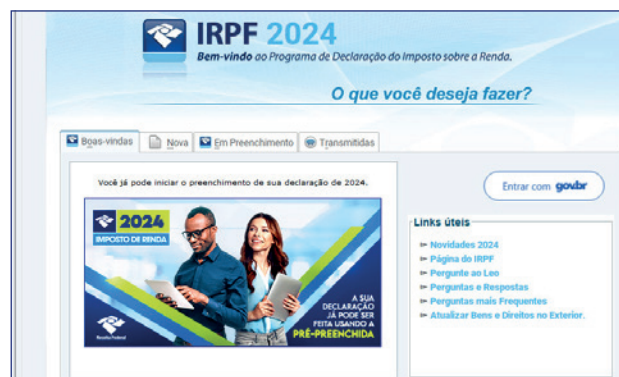 IRPF 2024
Bem-vindo ao Programa de Declaração do Imposto sobre a Renda.
O que você deseja fazer?
Boas-vindas Nova Em Preenchimento Transmitidas
Você já pode iniciar o preenchimento de sua declaração de 2024.
2024
IMPOSTO DE RENDA
A SUA
DECLARAÇÃO
JÁ PODE SER
FEITA USANDO A
PRÉ-PREENCHIDA
Receita Federal
Entrar com gov.br
Links úteis
Novidades 2024
Página do IRPF
Pergunte ao Leo
Perguntas e Respostas
Perguntas mais Frequentes
Atualizar Bens e Direitos no Exterior.